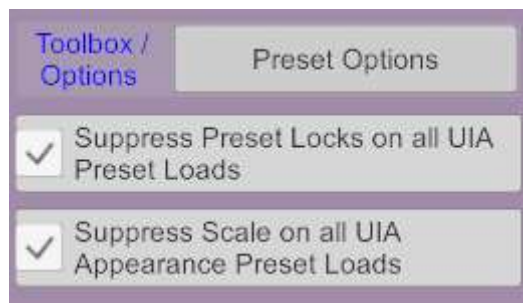 Toolbox /
Options
Preset Options
Suppress Preset Locks on all UIA
Preset Loads
Suppress Scale on all UIA
Appearance Preset Loads